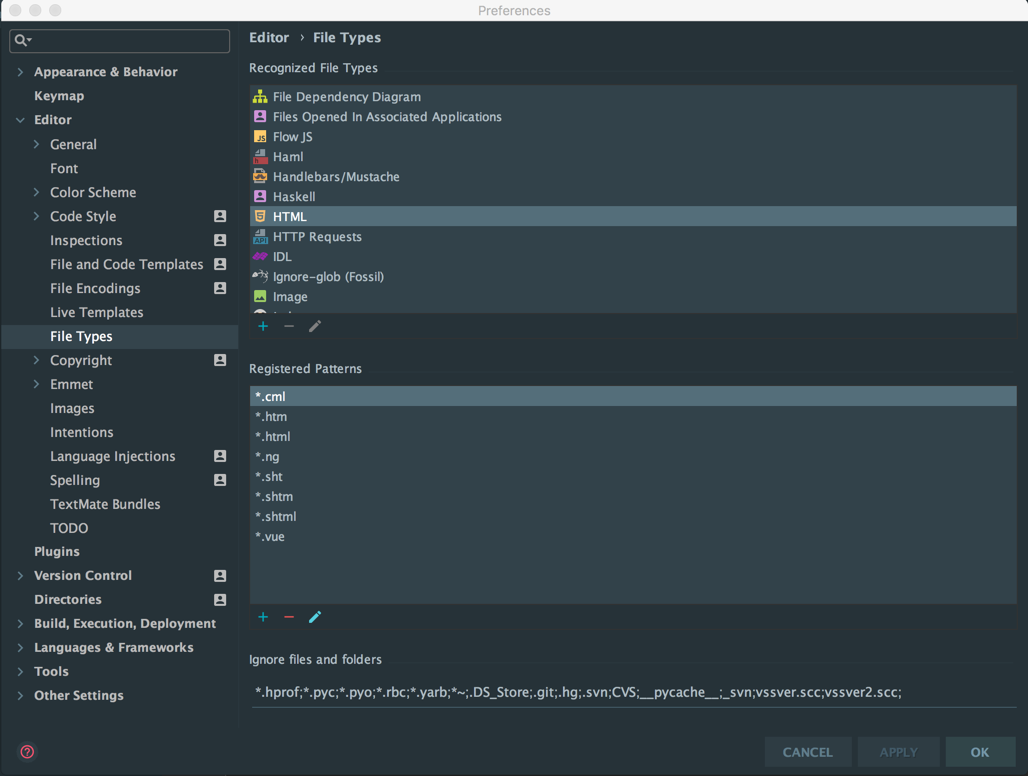 Preferences
Editor › File Types
Appearance & Behavior
Keymap
Editor
General
Font
Color Scheme
Code Style
Inspections
File and Code Templates
File Encodings
Live Templates
File Types
Copyright
Emmet
Images
Intentions
Language Injections
Spelling
TextMate Bundles
TODO
Plugins
Version Control
Directories
Build, Execution, Deployment
Languages & Frameworks
Tools
Other Settings
Recognized File Types
File Dependency Diagram
Files Opened In Associated Applications
Flow JS
Haml
Handlebars/Mustache
Haskell
HTML
HTTP Requests
IDL
Ignore-glob (Fossil)
Image
Registered Patterns
*.cml
*.htm
*.html
*.ng
*.sht
*.shtm
*.shtml
*.vue
Ignore files and folders
*.hprof;*.pyc;*.pyo;*.rbc;*.yarb;*~;.DS_Store;.git;.hg;.svn;CVS;__pycache__;_svn;vssver.scc;vssver2.scc;
CANCEL
APPLY
OK